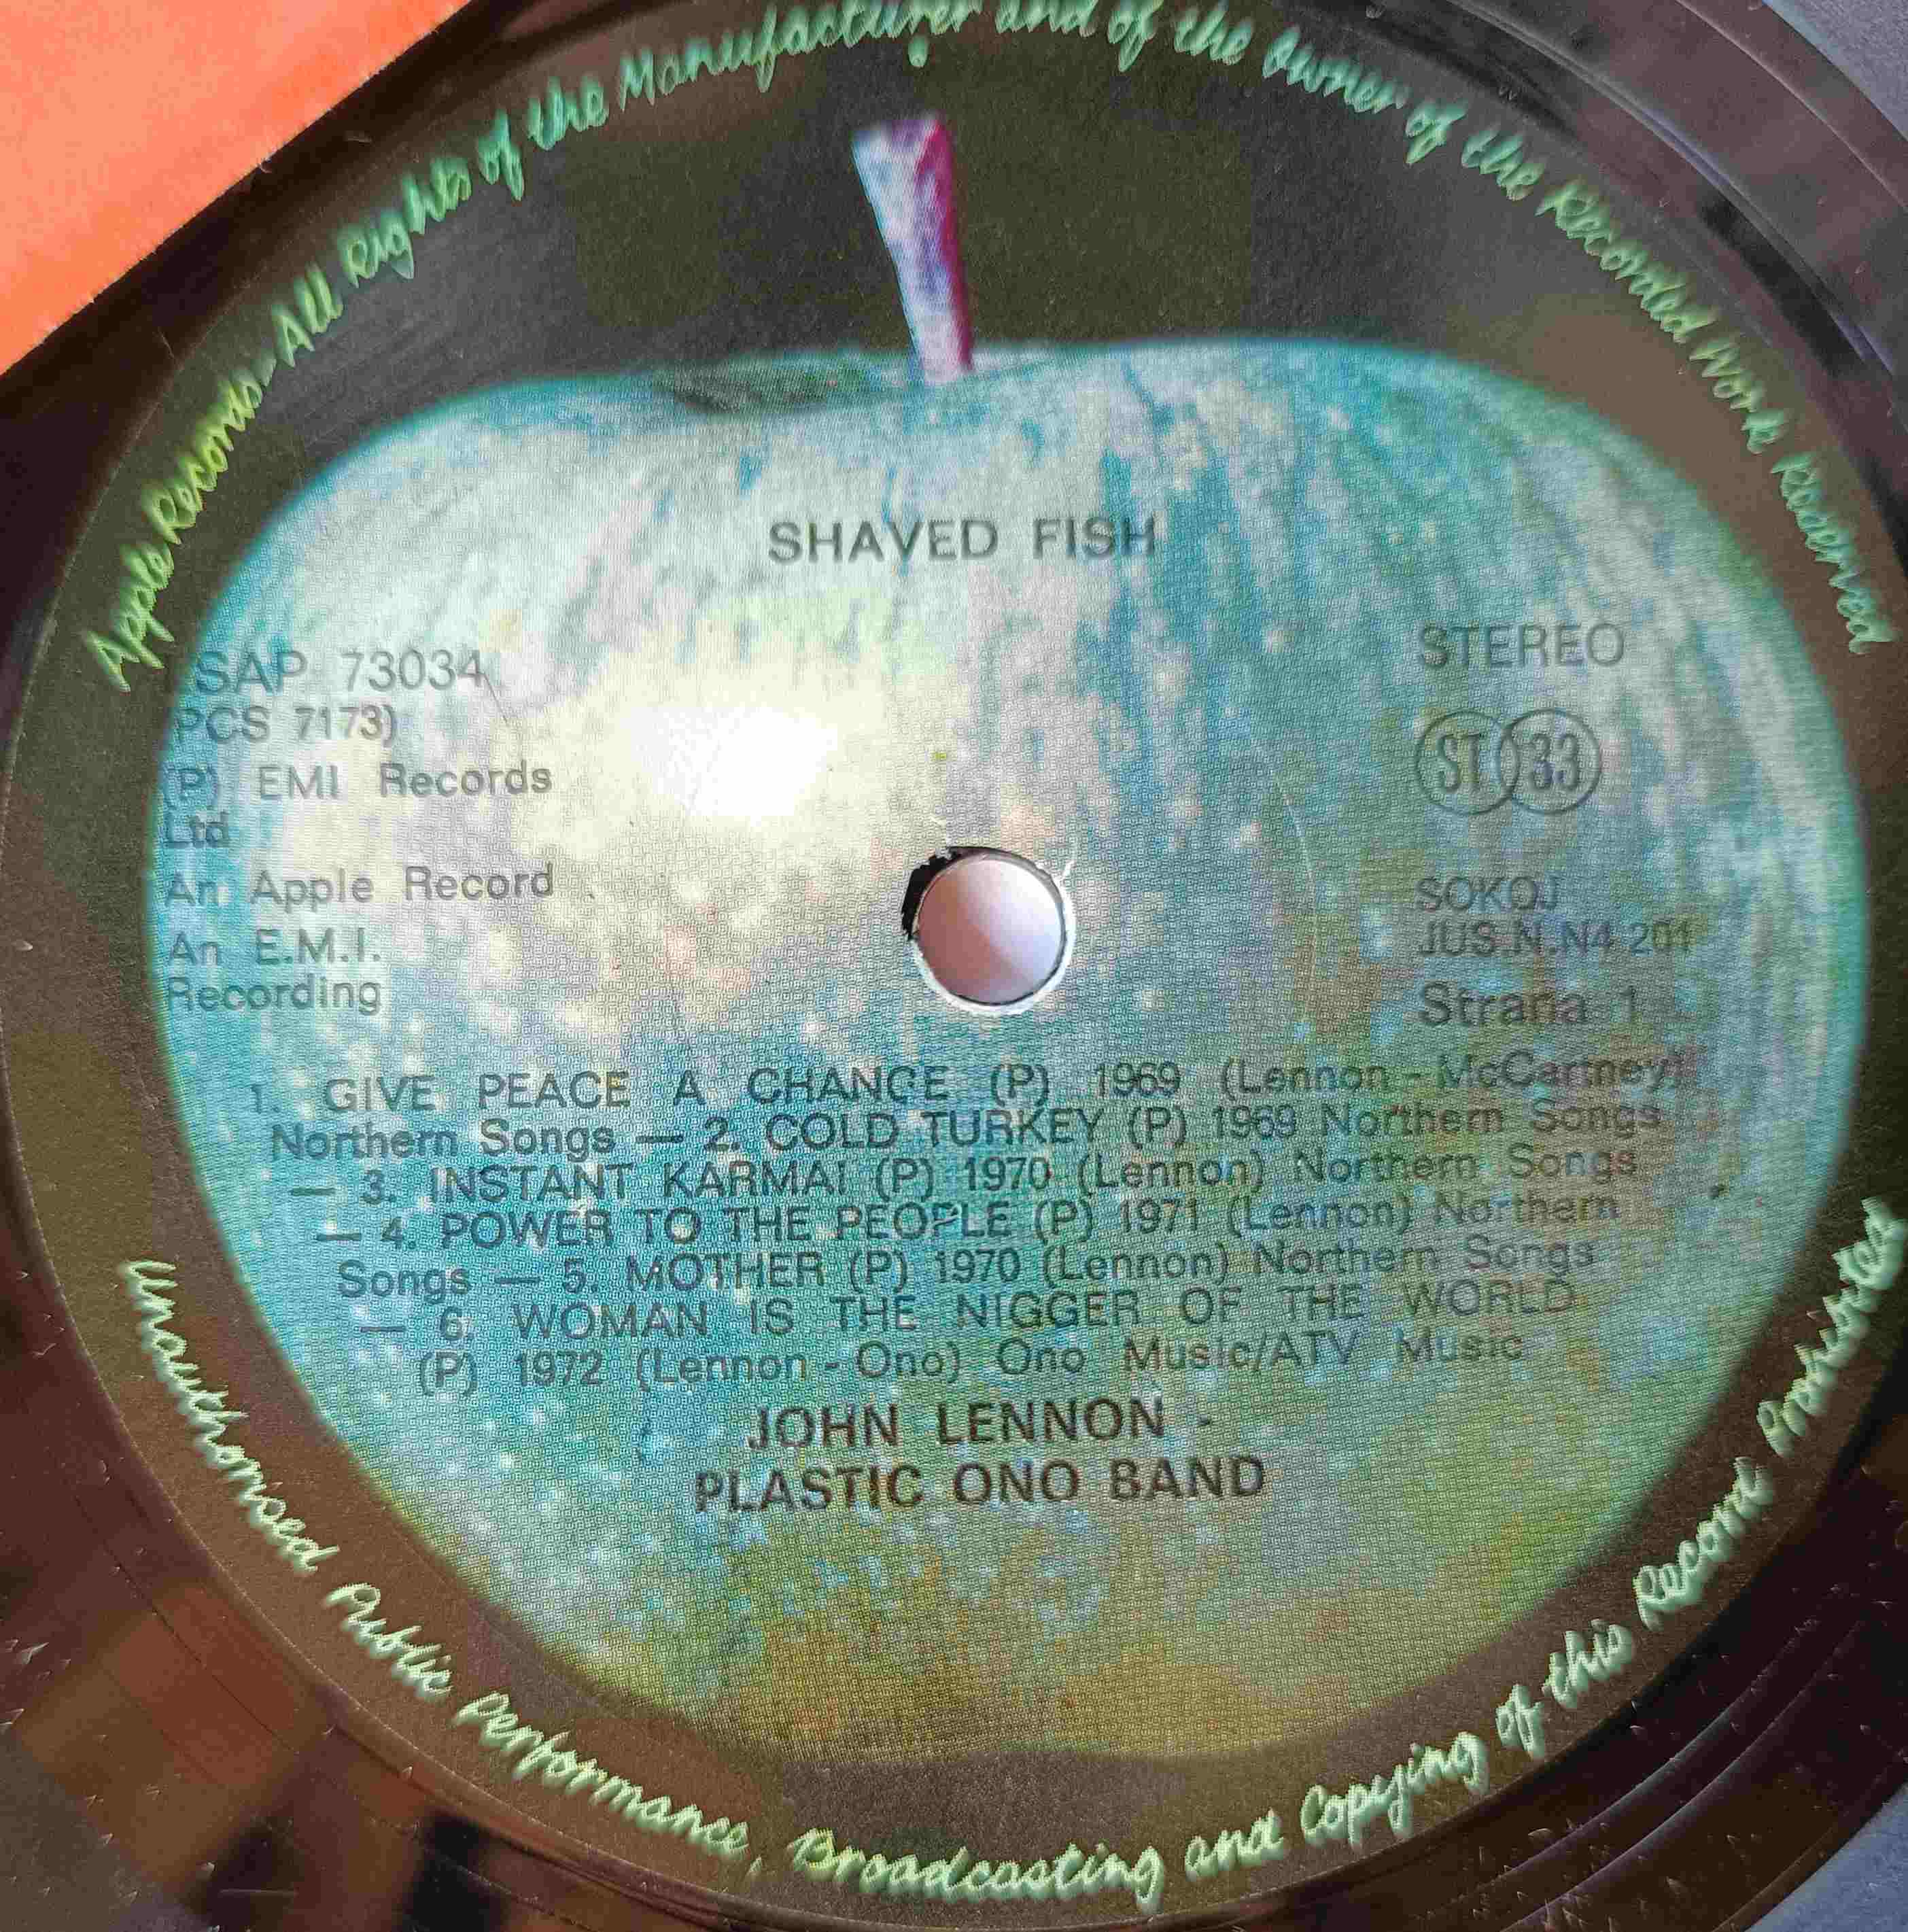 Apple Records-All Rights of the Manufacturer and of the owner of the Recorded Work Reserved
SHAVED FISH
SAP 73034
PCS 7173)
(P) EMI Records
Ltd
An Apple Record
An E.M.I.
Recording
STEREO
ST 33
SOKOJ
JUS.N.N4.201
Strana 1
1. GIVE PEACE A CHANCE (P) 1969 (Lennon - McCartney)
Northern Songs — 2. COLD TURKEY (P) 1969 Northern Songs
— 3. INSTANT KARMA! (P) 1970 (Lennon) Northern Songs
— 4. POWER TO THE PEOPLE (P) 1971 (Lennon) Northern
Songs — 5. MOTHER (P) 1970 (Lennon) Northern Songs
— 6. WOMAN IS THE NIGGER OF THE WORLD
(P) 1972 (Lennon - Ono) Ono Music/ATV Music
JOHN LENNON -
PLASTIC ONO BAND
Unauthorised Public Performance, Broadcasting and Copying of this Record Prohibited